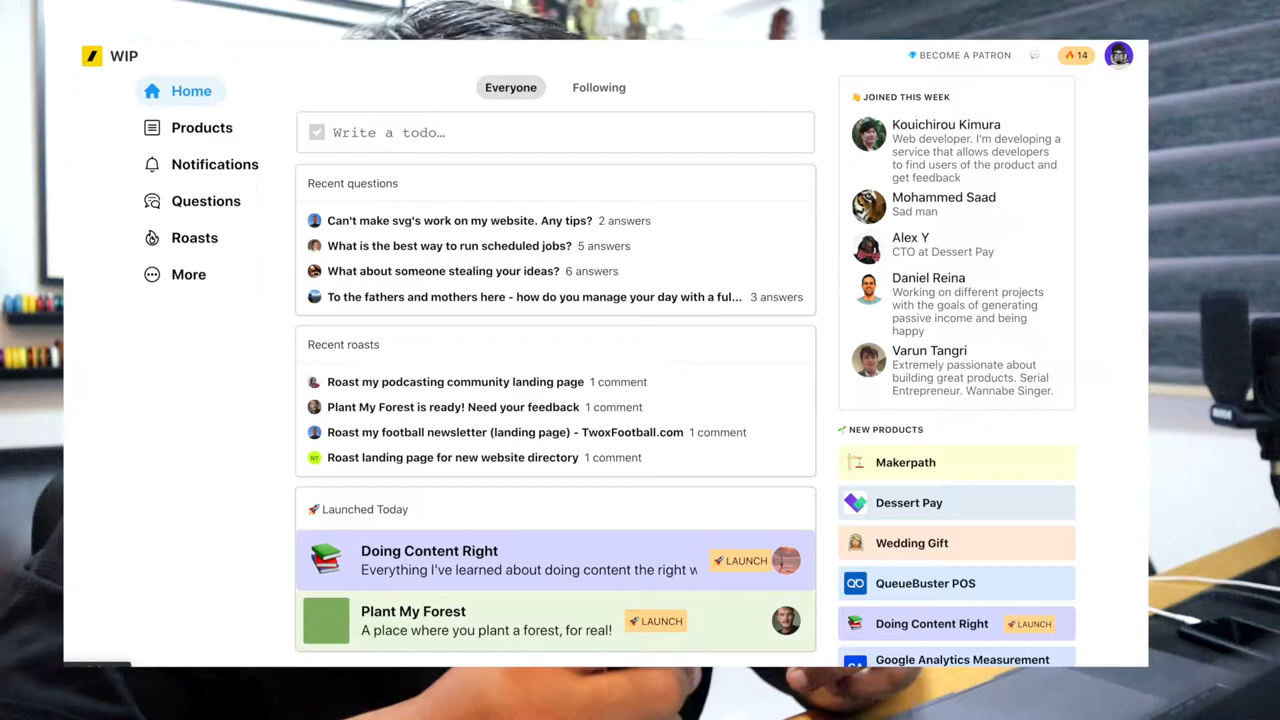 WIP
BECOME A PATRON
14
Home
Products
Notifications
Questions
Roasts
More
Everyone
Following
Write a todo…
Recent questions
Can't make svg's work on my website. Any tips? 2 answers
What is the best way to run scheduled jobs? 5 answers
What about someone stealing your ideas? 6 answers
To the fathers and mothers here - how do you manage your day with a ful... 3 answers
Recent roasts
Roast my podcasting community landing page 1 comment
Plant My Forest is ready! Need your feedback 1 comment
Roast my football newsletter (landing page) - TwoxFootball.com 1 comment
NT Roast landing page for new website directory 1 comment
Launched Today
Doing Content Right
Everything I've learned about doing content the right w
LAUNCH
Plant My Forest
A place where you plant a forest, for real!
LAUNCH
JOINED THIS WEEK
Kouichirou Kimura
Web developer. I'm developing a
service that allows developers
to find users of the product and
get feedback
Mohammed Saad
Sad man
Alex Y
CTO at Dessert Pay
Daniel Reina
Working on different projects
with the goals of generating
passive income and being
happy
Varun Tangri
Extremely passionate about
building great products. Serial
Entrepreneur. Wannabe Singer.
NEW PRODUCTS
Makerpath
Dessert Pay
Wedding Gift
QueueBuster POS
Doing Content Right LAUNCH
Google Analytics Measurement